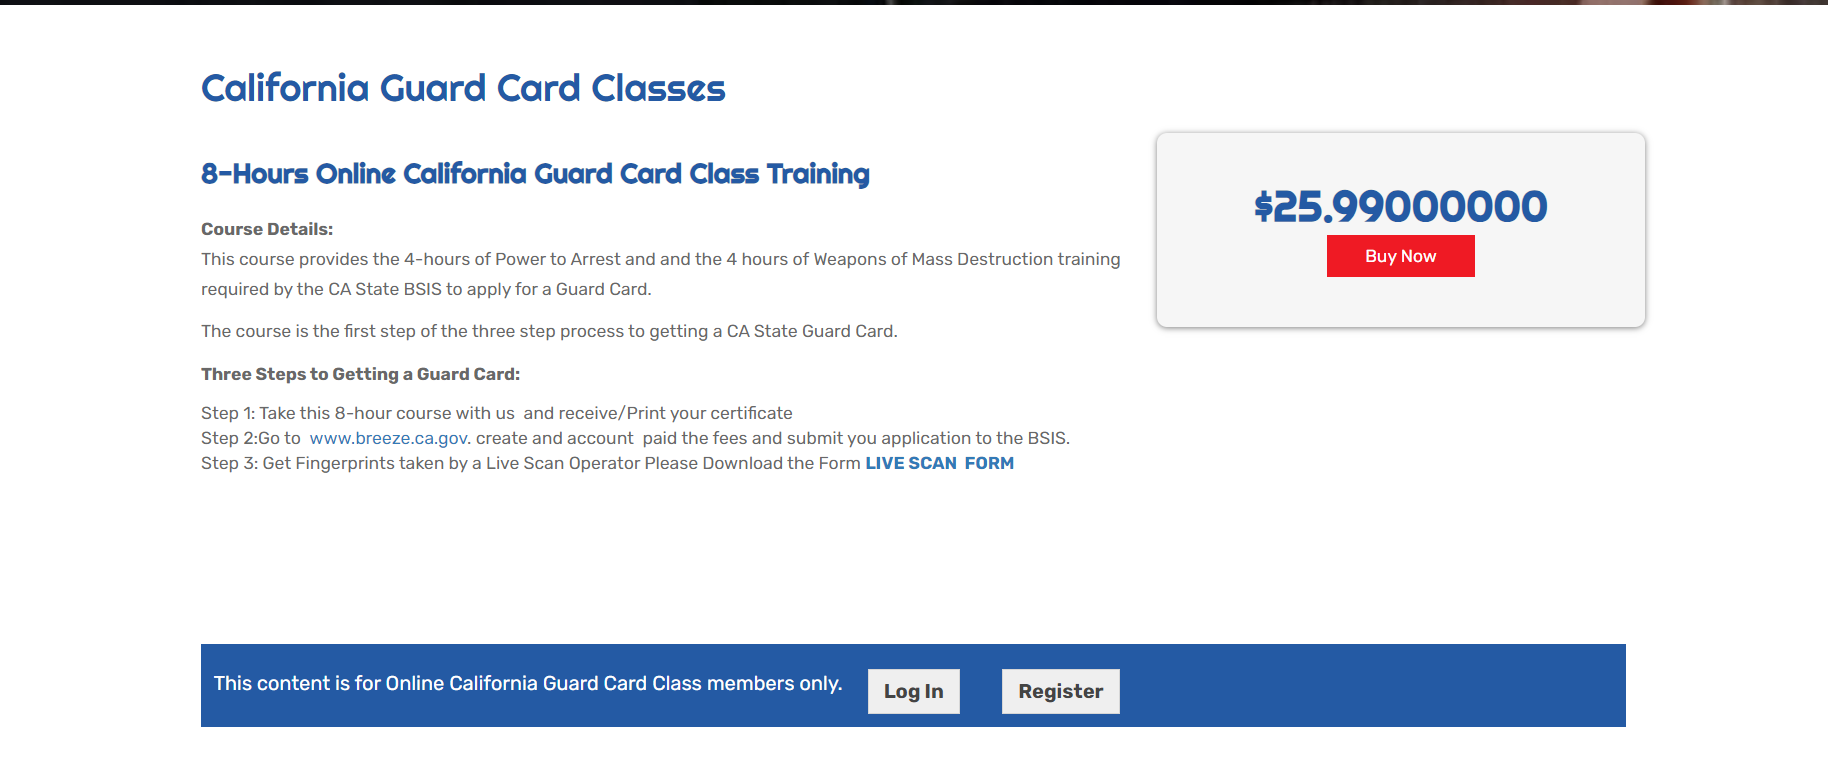 California Guard Card Classes
8-Hours Online California Guard Card Class Training
Course Details:
This course provides the 4-hours of Power to Arrest and and the 4 hours of Weapons of Mass Destruction training
required by the CA State BSIS to apply for a Guard Card.
The course is the first step of the three step process to getting a CA State Guard Card.
Three Steps to Getting a Guard Card:
Step 1: Take this 8-hour course with us  and receive/Print your certificate
Step 2:Go to  www.breeze.ca.gov. create and account  paid the fees and submit you application to the BSIS.
Step 3: Get Fingerprints taken by a Live Scan Operator Please Download the Form LIVE SCAN  FORM
$25.99000000
Buy Now
This content is for Online California Guard Card Class members only.
Log In
Register